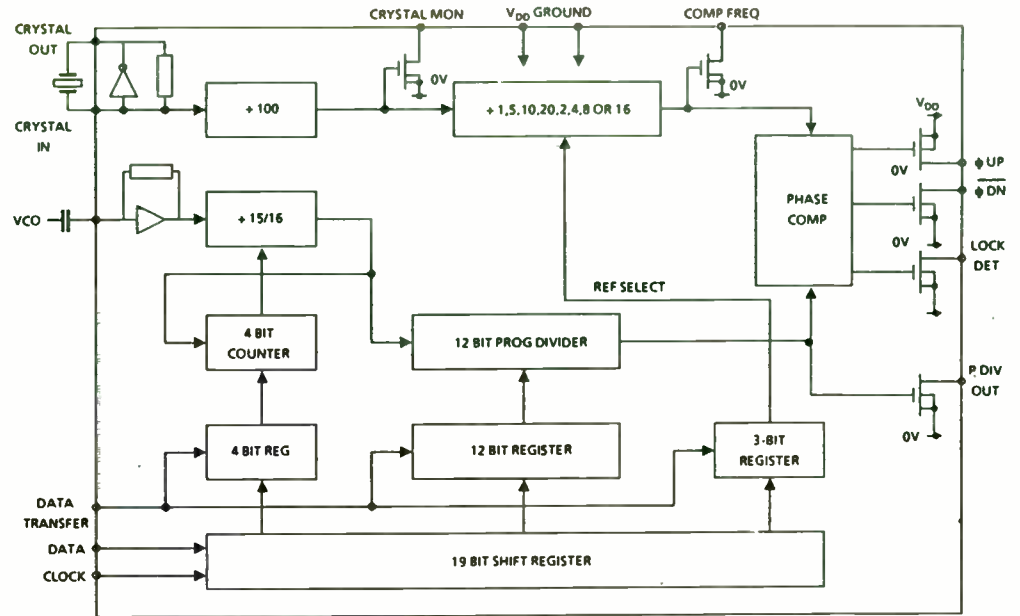 CRYSTAL MON
V_DD GROUND
COMP FREQ
CRYSTAL
OUT
0V
÷ 100
÷ 1,5,10,20,2,4,8 OR 16
CRYSTAL
IN
V_DD
0V
ϕ UP
ϕ DN
PHASE
COMP
VCO
÷ 15/16
0V
LOCK
DET
REF SELECT
4 BIT
COUNTER
12 BIT PROG DIVIDER
P. DIV
OUT
0V
4 BIT REG
12 BIT REGISTER
3-BIT
REGISTER
DATA
TRANSFER
DATA
CLOCK
19 BIT SHIFT REGISTER